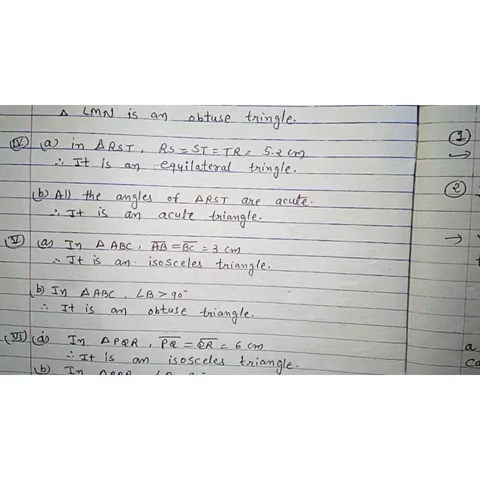 Δ LMN is an obtuse tringle.
(IV) (a) in ΔRST, RS = ST = TR = 5.2 cm
∴ It is an equilateral tringle.
(b) All the angles of ΔRST are acute.
∴ It is an acute triangle.
(V) (a) In ΔABC, AB = BC = 3 cm
∴ It is an isosceles triangle.
(b) In ΔABC, ∠B > 90°
∴ It is an obtuse triangle.
(VI) (a) In ΔPQR, PQ = QR = 6 cm
∴ It is an isosceles triangle.
(b) In
(1)
→
(2)
→
a